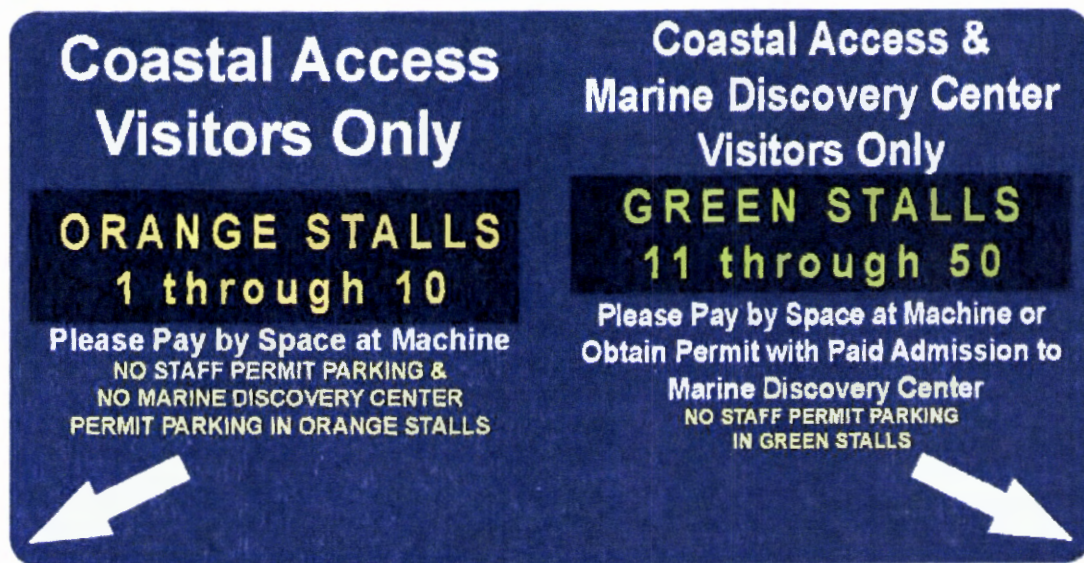 Coastal Access
Visitors Only
ORANGE STALLS
1 through 10
Please Pay by Space at Machine
NO STAFF PERMIT PARKING &
NO MARINE DISCOVERY CENTER
PERMIT PARKING IN ORANGE STALLS
Coastal Access &
Marine Discovery Center
Visitors Only
GREEN STALLS
11 through 50
Please Pay by Space at Machine or
Obtain Permit with Paid Admission to
Marine Discovery Center
NO STAFF PERMIT PARKING
IN GREEN STALLS